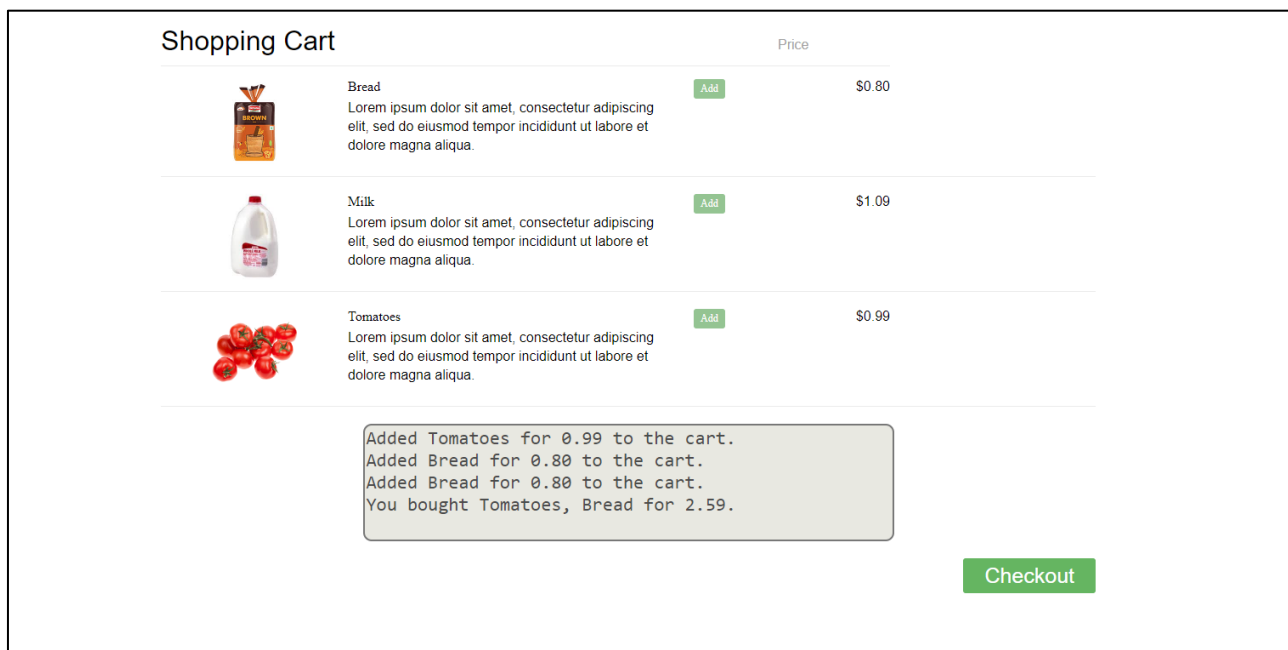 Shopping Cart
Price
Bread
Add
$0.80
Lorem ipsum dolor sit amet, consectetur adipiscing
elit, sed do eiusmod tempor incididunt ut labore et
dolore magna aliqua.
BROWN
Milk
Add
$1.09
Lorem ipsum dolor sit amet, consectetur adipiscing
elit, sed do eiusmod tempor incididunt ut labore et
dolore magna aliqua.
Tomatoes
Add
$0.99
Lorem ipsum dolor sit amet, consectetur adipiscing
elit, sed do eiusmod tempor incididunt ut labore et
dolore magna aliqua.
Added Tomatoes for 0.99 to the cart.
Added Bread for 0.80 to the cart.
Added Bread for 0.80 to the cart.
You bought Tomatoes, Bread for 2.59.
Checkout